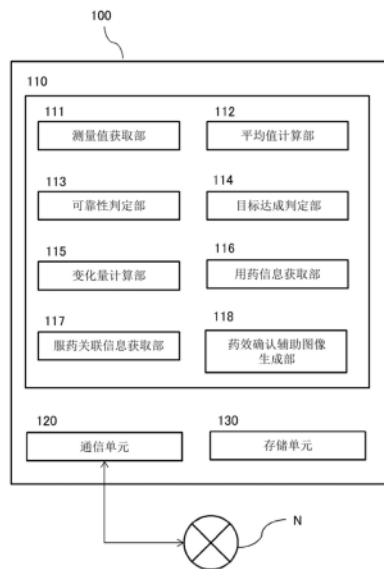 100
110
111
112
测量值获取部
平均值计算部
113
114
可靠性判定部
目标达成判定部
115
116
变化量计算部
用药信息获取部
117
118
服药关联信息获取部
药效确认辅助图像
生成部
120
130
通信单元
存储单元
N